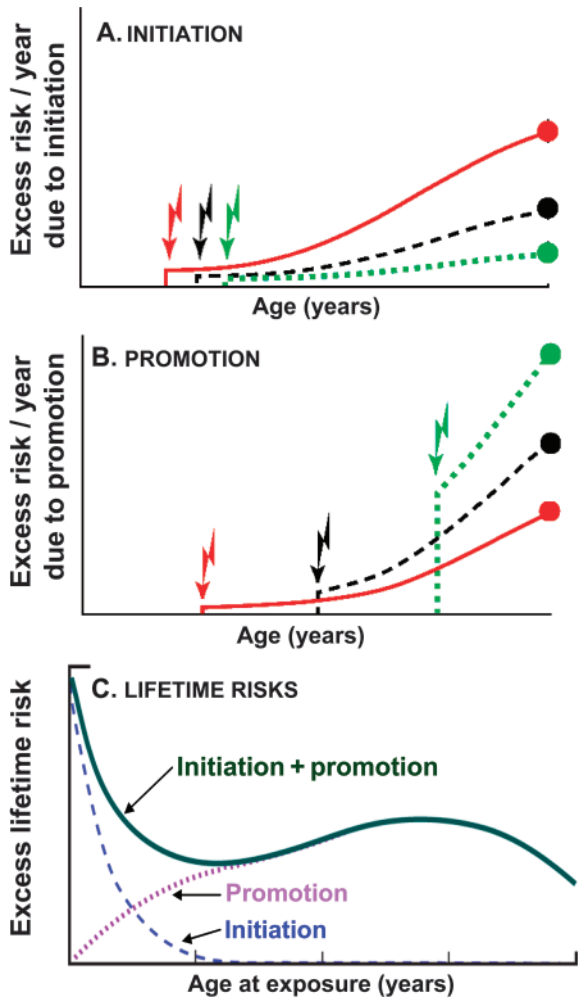 A. INITIATION
Excess risk / year
due to initiation
Age (years)
B. PROMOTION
Excess risk / year
due to promotion
Age (years)
C. LIFETIME RISKS
Excess lifetime risk
Initiation + promotion
Promotion
Initiation
Age at exposure (years)